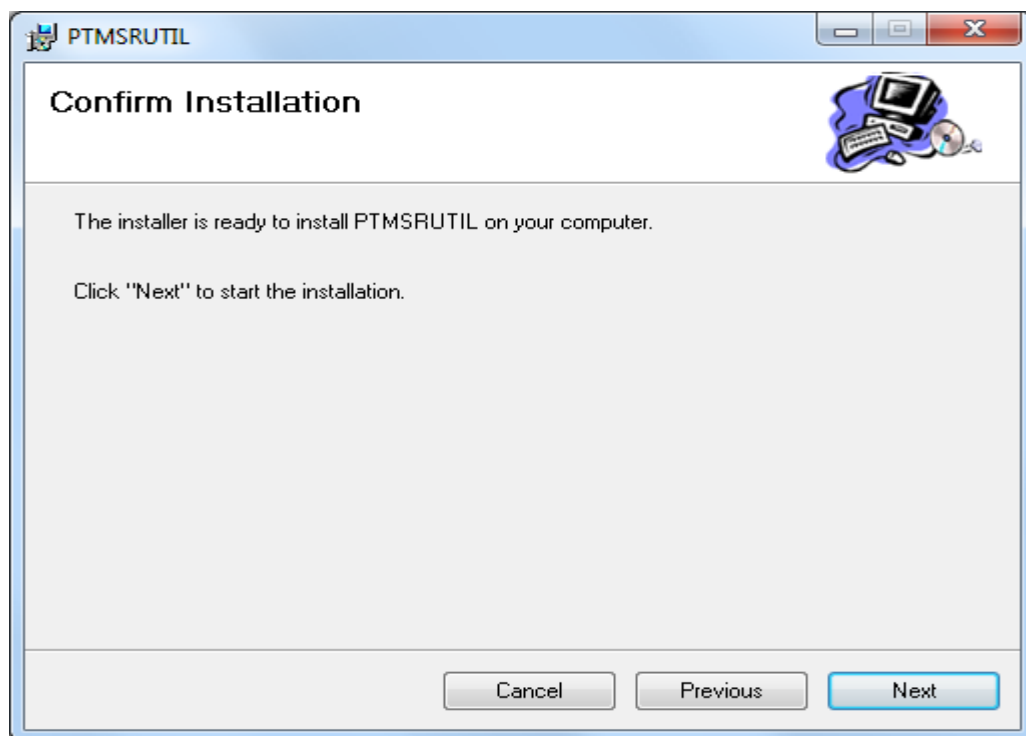 PTMSRUTIL
Confirm Installation
The installer is ready to install PTMSRUTIL on your computer.
Click "Next" to start the installation.
Cancel Previous Next